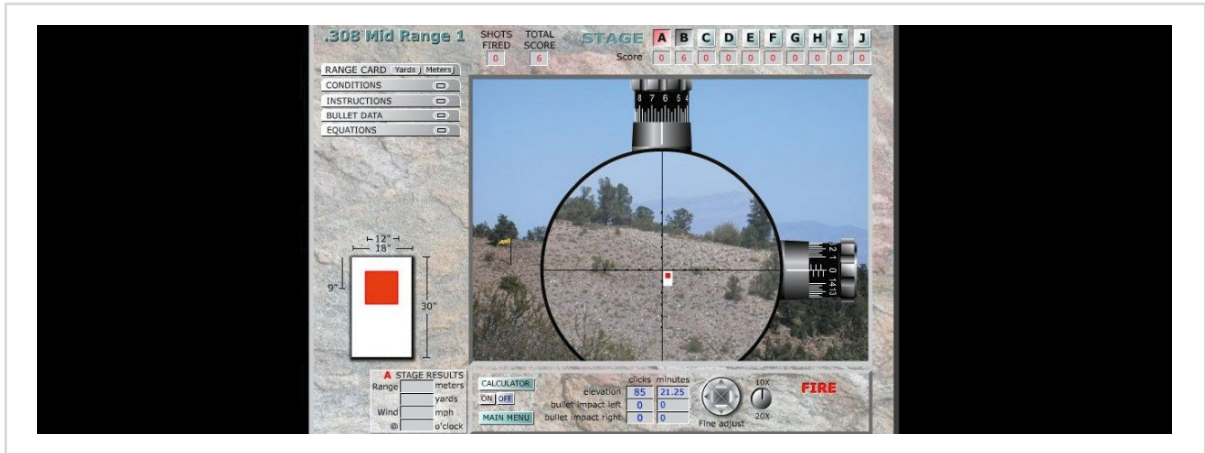 .308 Mid Range 1
SHOTS FIRED
0
TOTAL SCORE
6
STAGE A B C D E F G H I J
Score 0 6 0 0 0 0 0 0 0 0
RANGE CARD Yards Meters
CONDITIONS
INSTRUCTIONS
BULLET DATA
EQUATIONS
8 7 6 5 4
2 1 0 14 13
12"
18"
9"
30"
A STAGE RESULTS
Range meters
yards
Wind mph
@ o'clock
CALCULATOR
ON OFF
MAIN MENU
clicks minutes
elevation 85 21.25
bullet impact left 0 0
bullet impact right 0 0
Fine adjust
10X
20X
FIRE